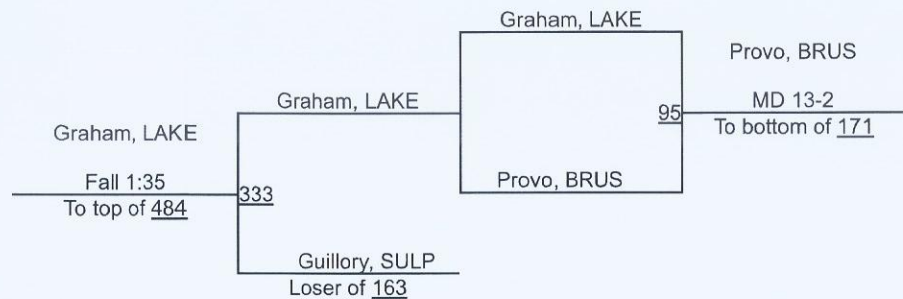 Graham, LAKE
Provo, BRUS
Graham, LAKE
95
MD 13-2
To bottom of 171
Graham, LAKE
Fall 1:35
333
Provo, BRUS
To top of 484
Guillory, SULP
Loser of 163